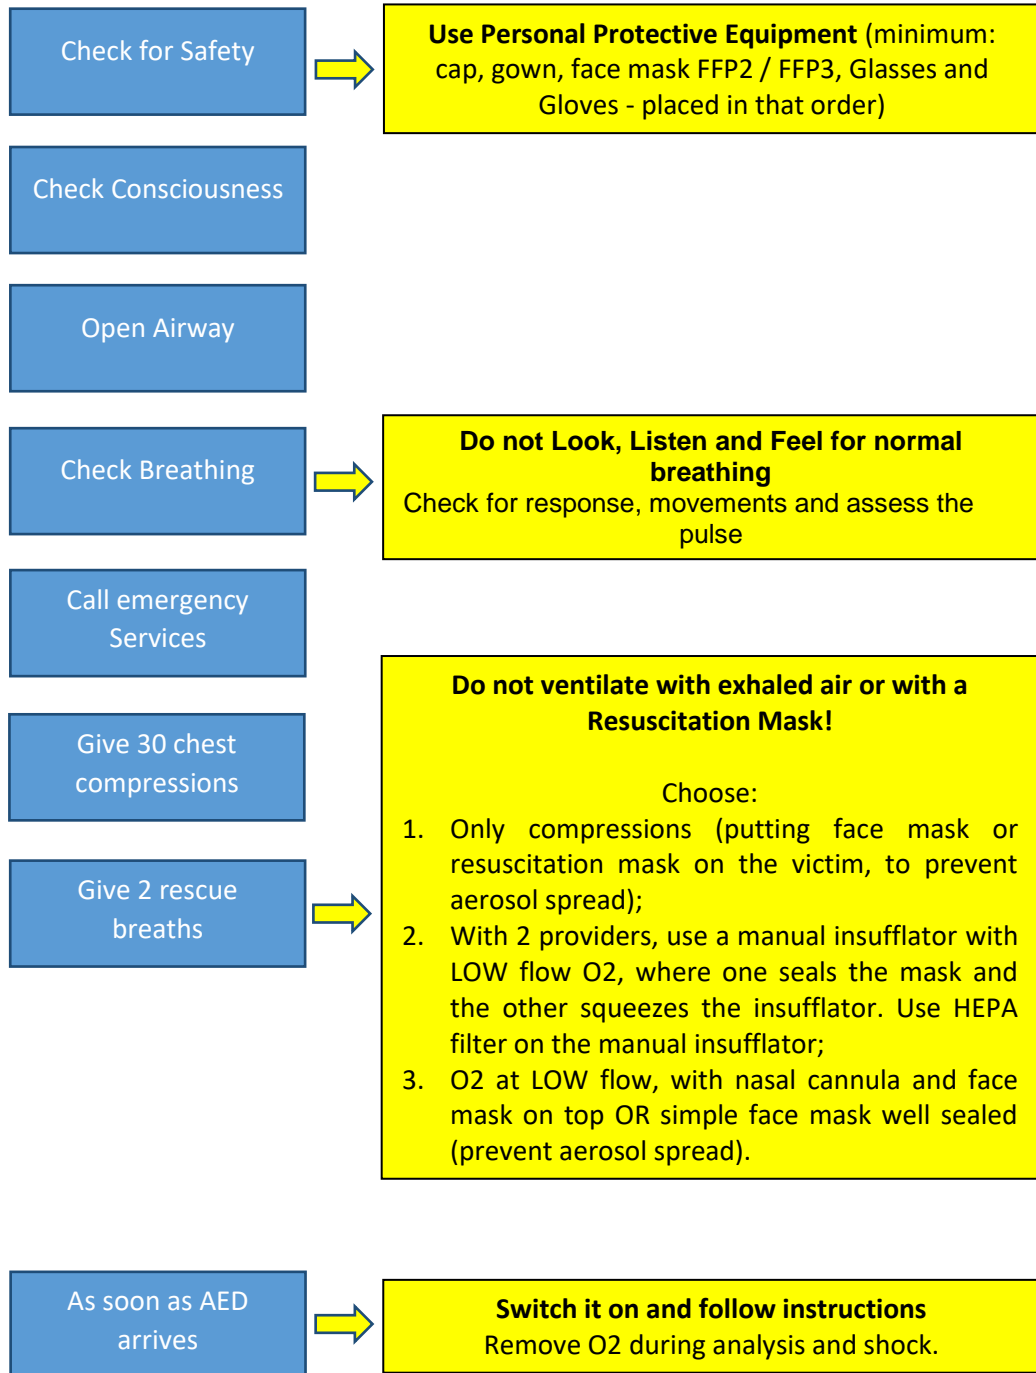 Check for Safety
Use Personal Protective Equipment (minimum:
cap, gown, face mask FFP2 / FFP3, Glasses and
Gloves - placed in that order)
Check Consciousness
Open Airway
Check Breathing
Do not Look, Listen and Feel for normal
breathing
Check for response, movements and assess the
pulse
Call emergency
Services
Give 30 chest
compressions
Give 2 rescue
breaths
Do not ventilate with exhaled air or with a
Resuscitation Mask!
Choose:
1. Only compressions (putting face mask or
resuscitation mask on the victim, to prevent
aerosol spread);
2. With 2 providers, use a manual insufflator with
LOW flow O2, where one seals the mask and
the other squeezes the insufflator. Use HEPA
filter on the manual insufflator;
3. O2 at LOW flow, with nasal cannula and face
mask on top OR simple face mask well sealed
(prevent aerosol spread).
As soon as AED
arrives
Switch it on and follow instructions
Remove O2 during analysis and shock.